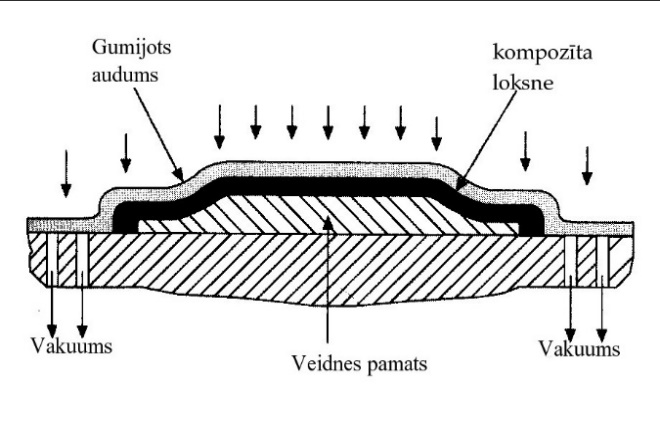 Gumijots
audums
kompozīta
loksne
Vakuums
Veidnes pamats
Vakuums